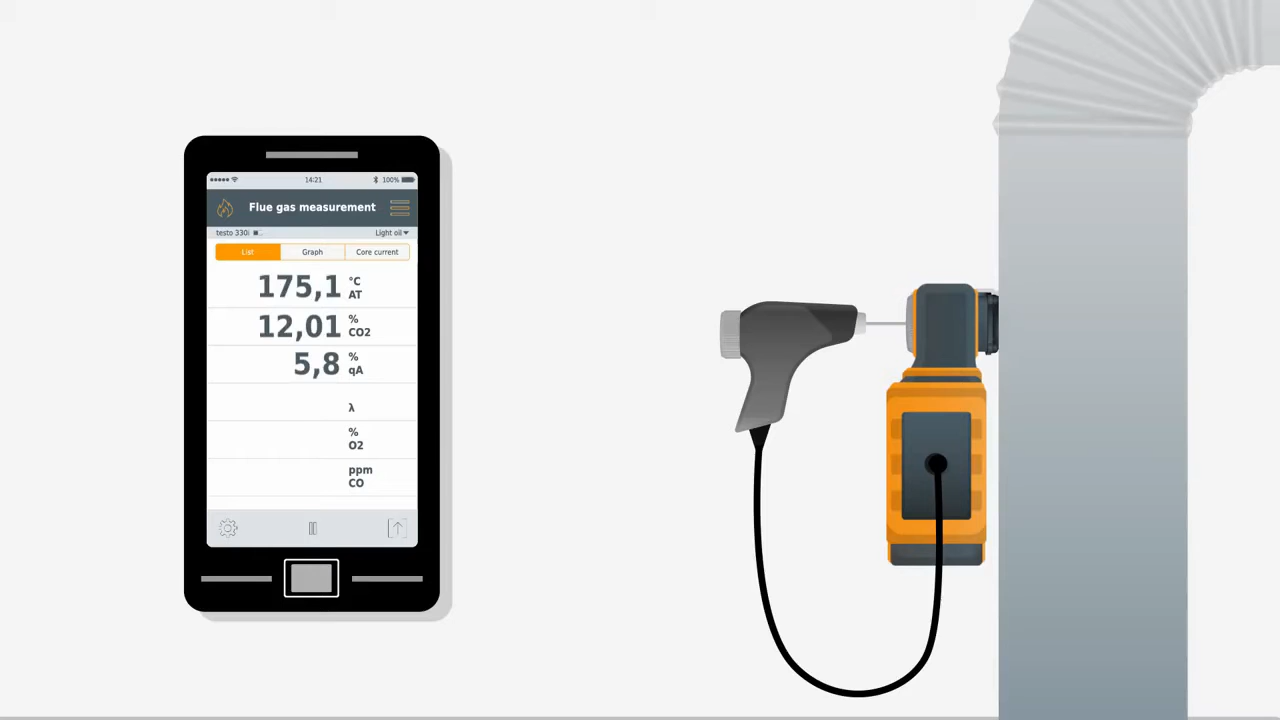 14:21 100%
Flue gas measurement
testo 330i Light oil
List Graph Core current
175,1 °C AT
12,01 % CO2
5,8 % qA
λ
% O2
ppm CO